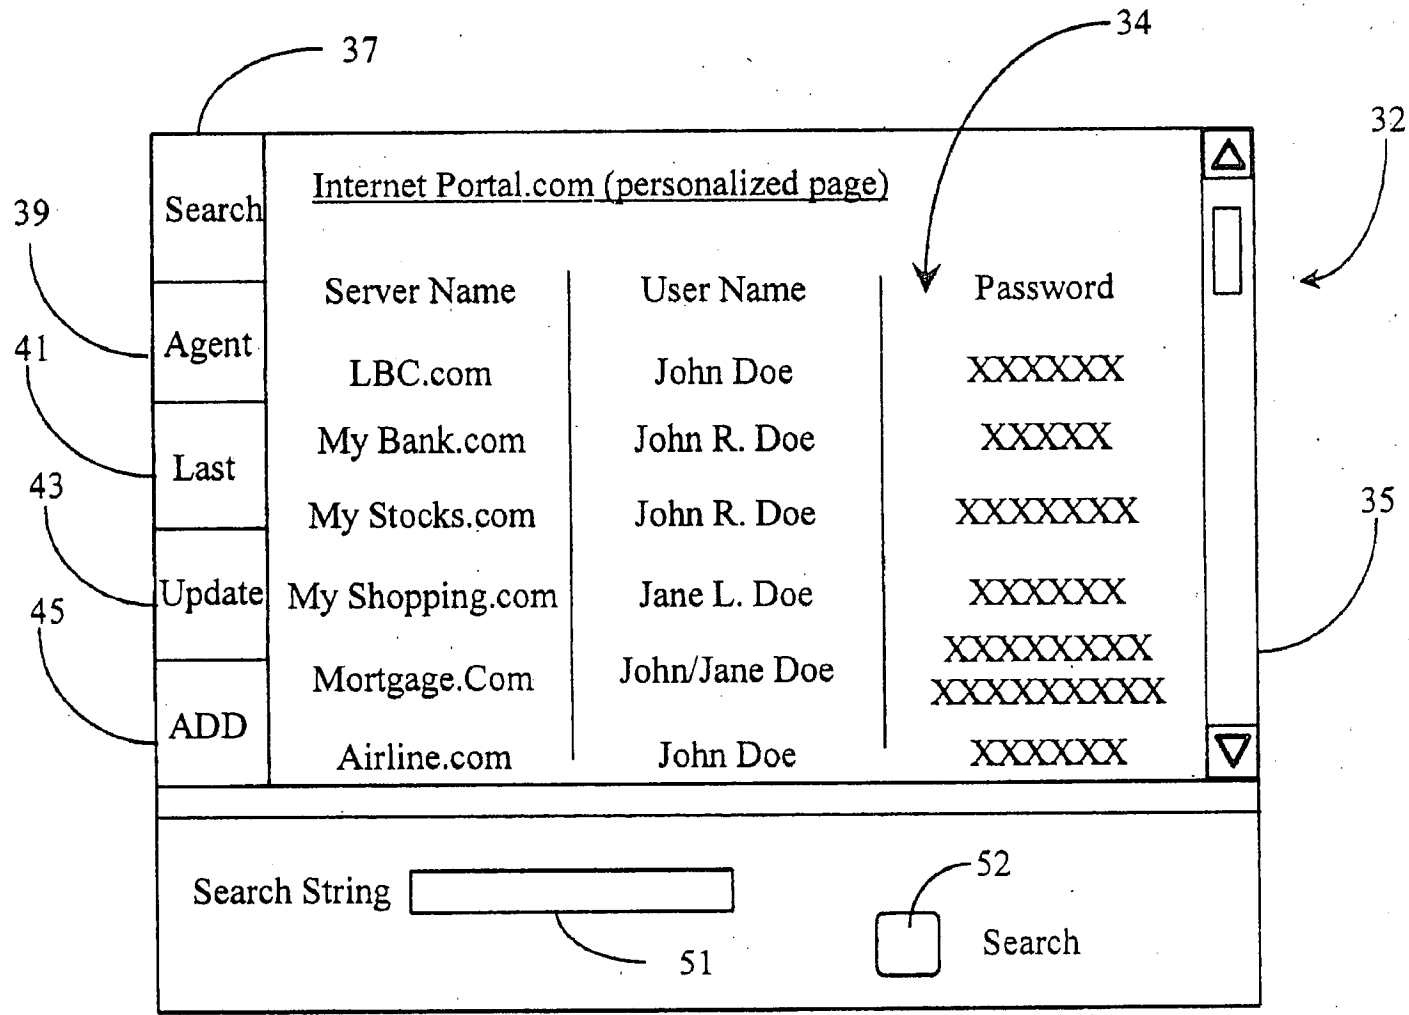 34
37
32
Internet Portal.com (personalized page)
Search
39
Server Name User Name Password
Agent
41
LBC.com John Doe XXXXXX
My Bank.com John R. Doe XXXXX
Last
43
35
My Stocks.com John R. Doe XXXXXXX
Update
My Shopping.com Jane L. Doe XXXXXX
45
Mortgage.Com John/Jane Doe XXXXXXXX
XXXXXXXXX
ADD
Airline.com John Doe XXXXXX
52
Search String
51
Search